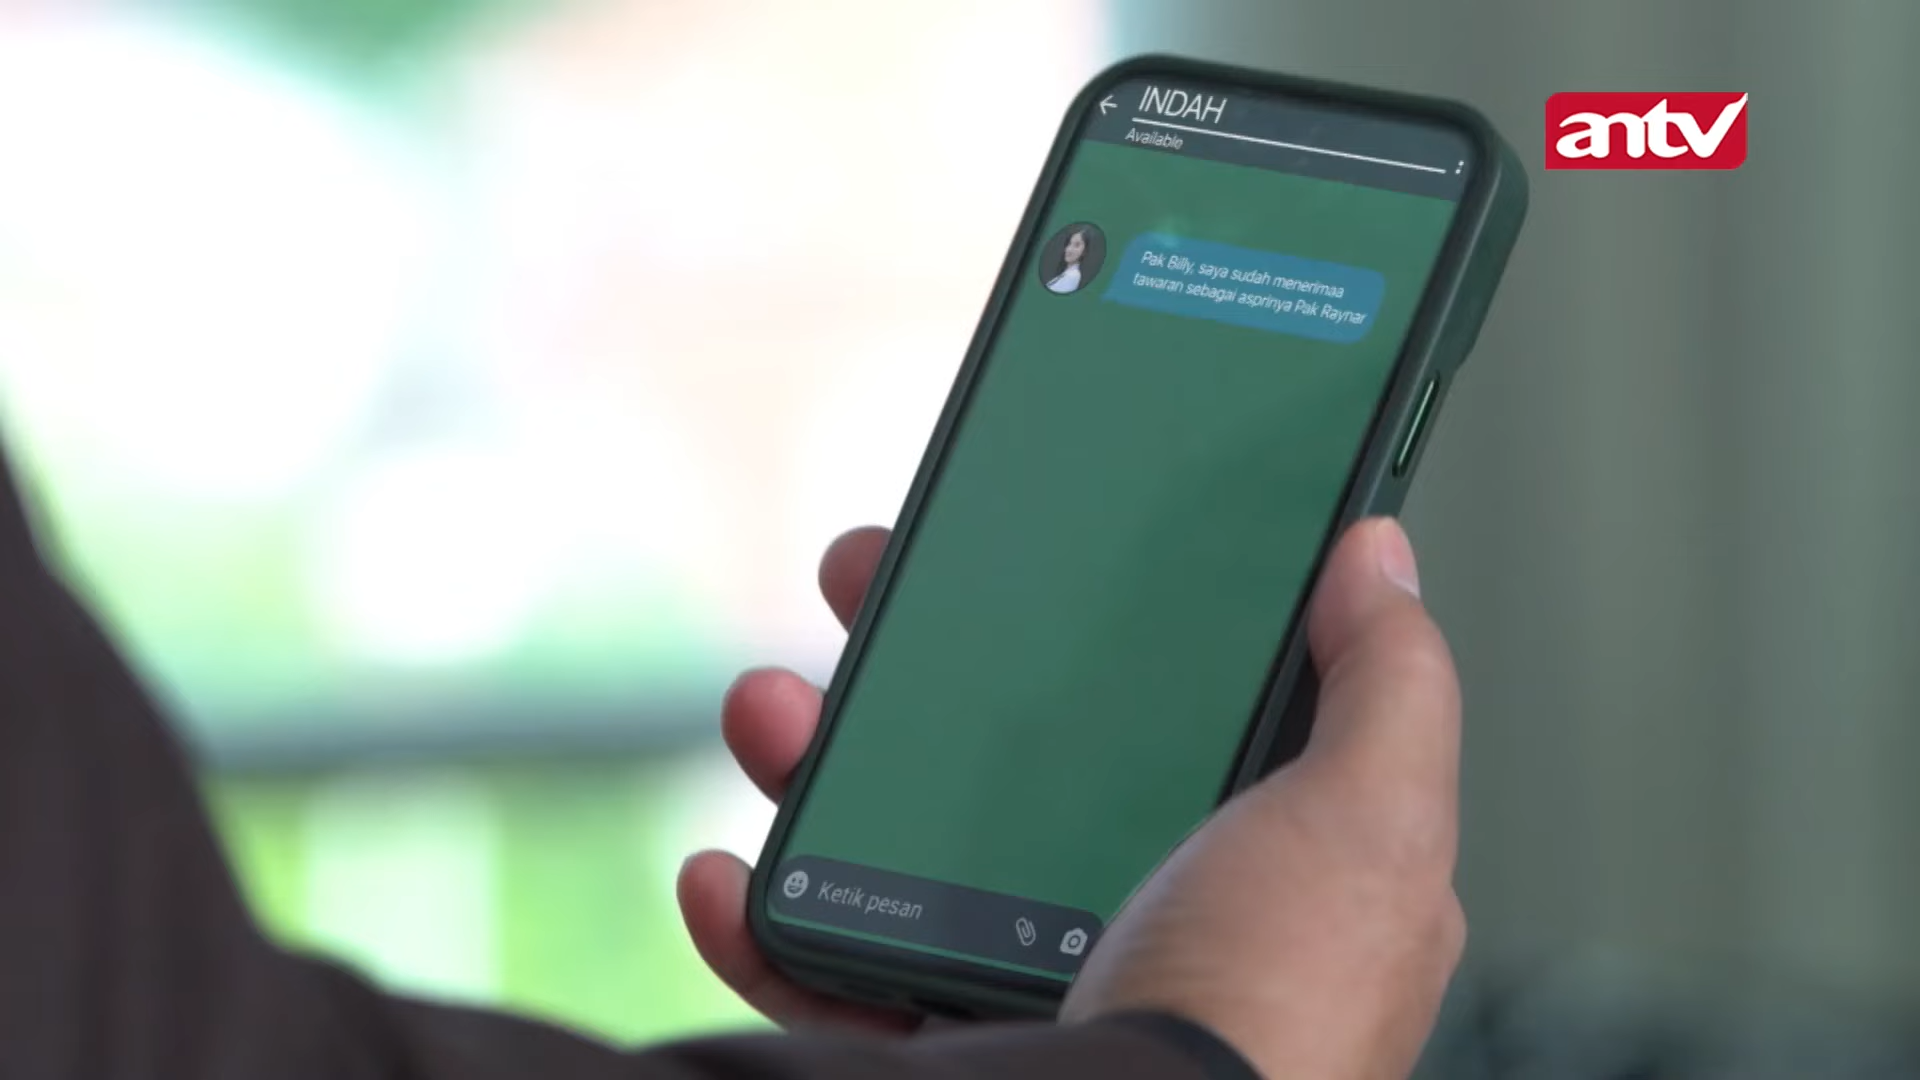 antv
INDAH
Available
Pak Billy, saya sudah menerimaa
tawaran sebagai asprinya Pak Raynar
Ketik pesan